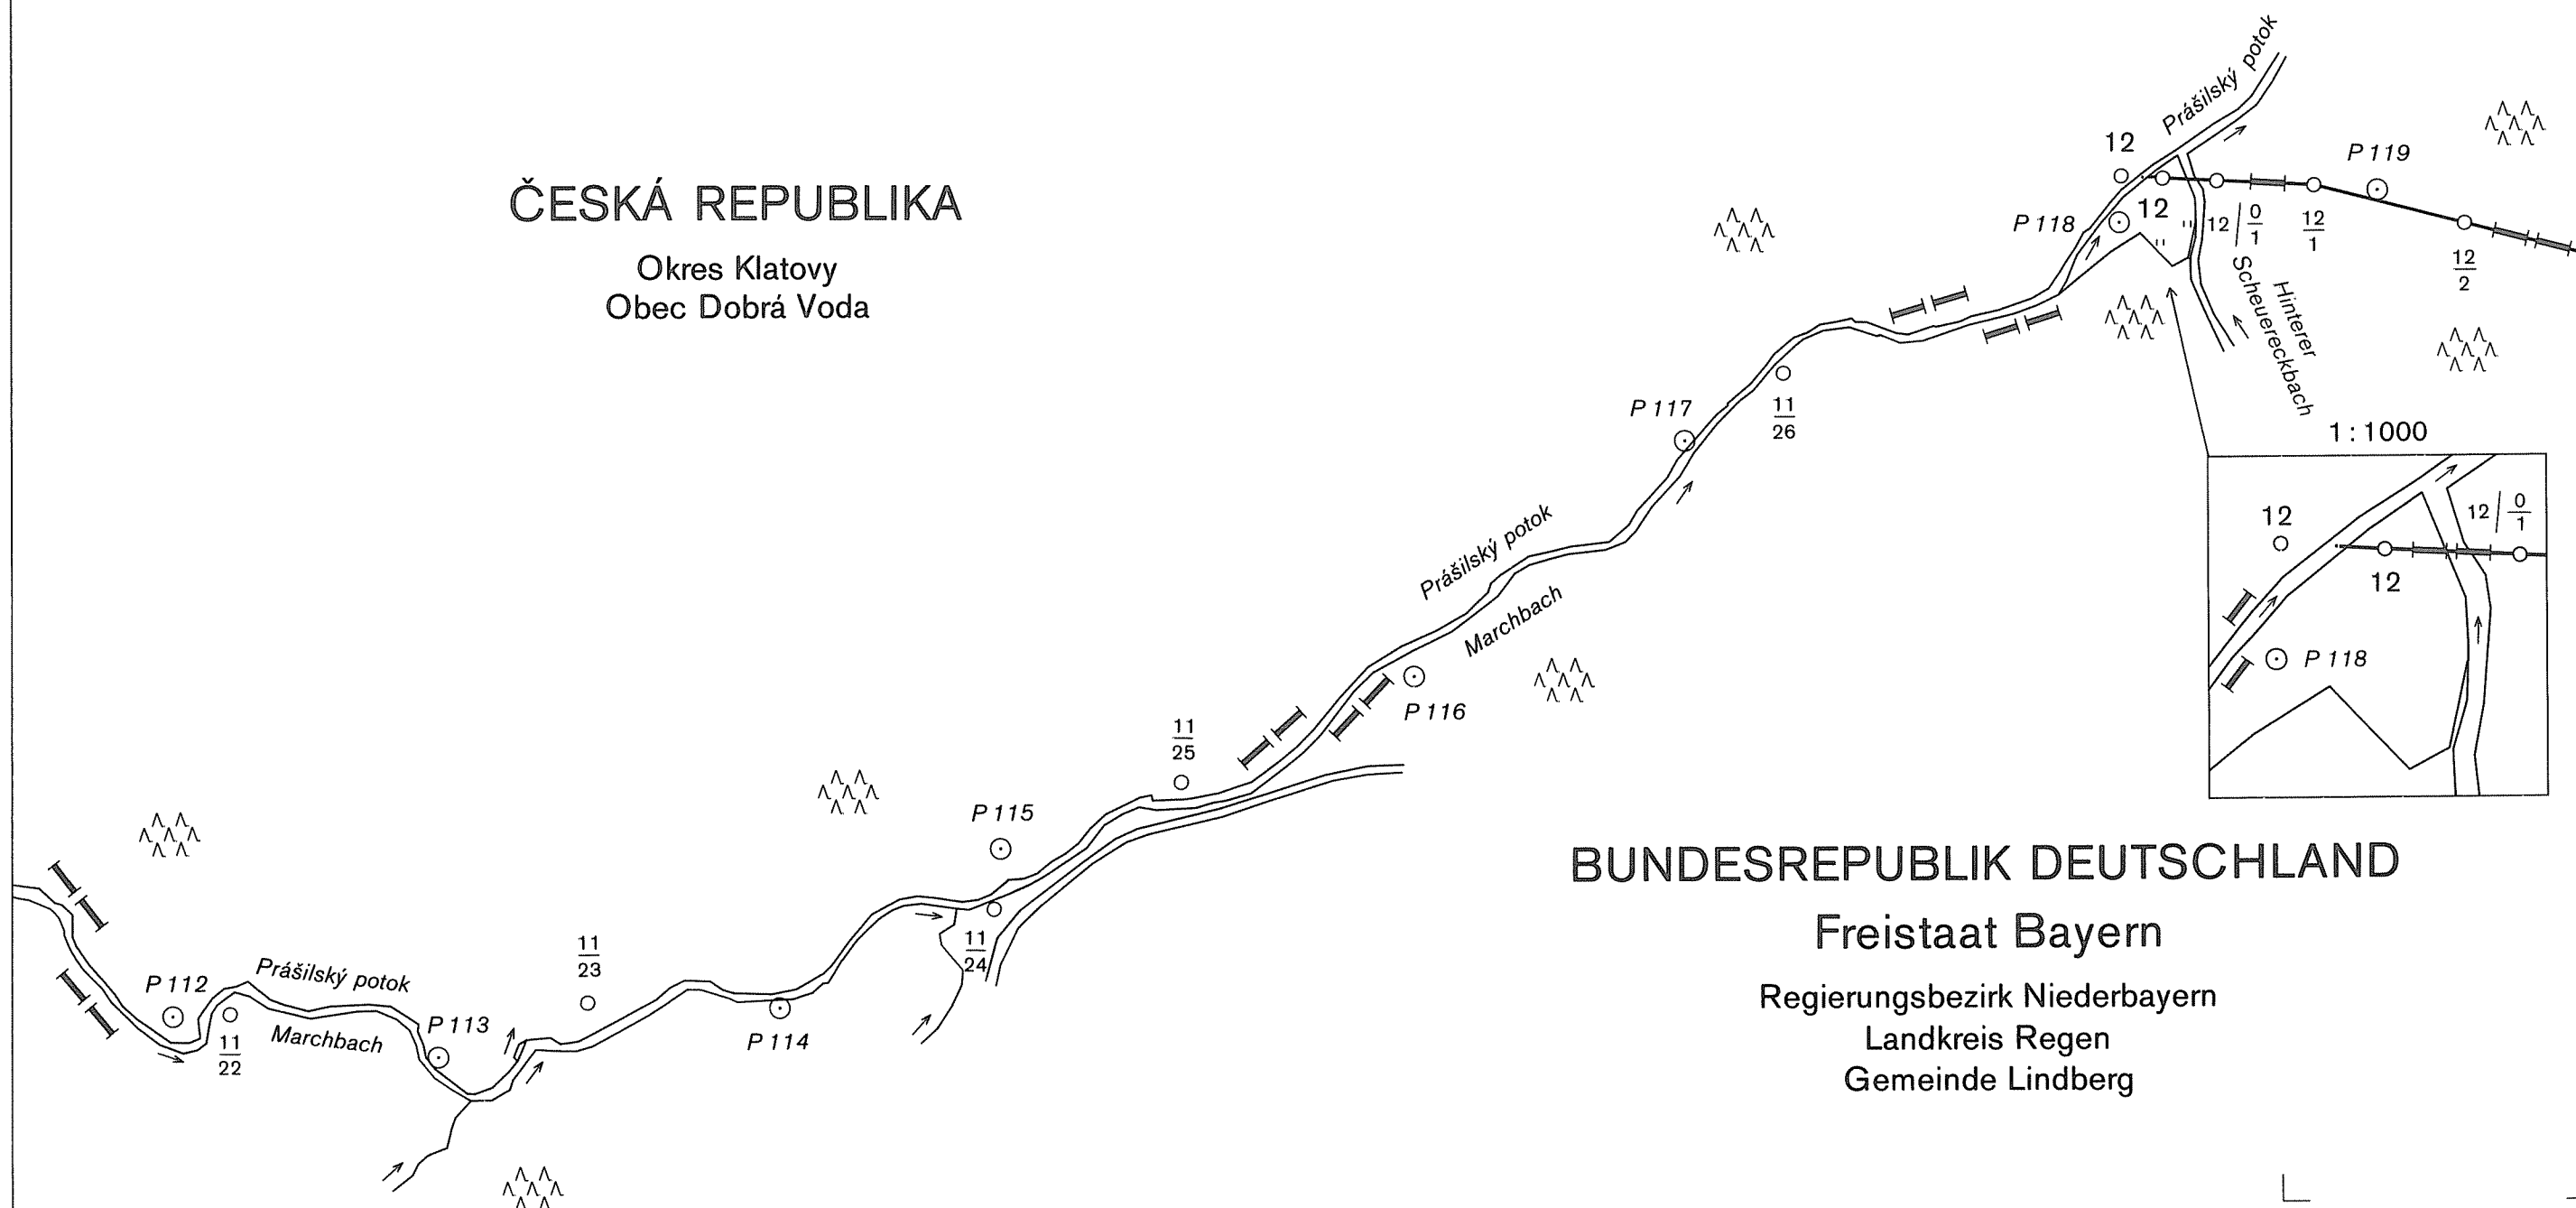 ČESKÁ REPUBLIKA
Okres Klatovy
Obec Dobrá Voda
Prášilský potok
12
P 119
P 118
12
12 / 0/1
12/1
12/2
Hinterer
Scheuereckbach
P 117
11/26
1 : 1000
12
12 / 0/1
12
P 118
Prášilský potok
Marchbach
P 116
11/25
P 115
11/24
11/23
P 114
P 112
Prášilský potok
11/22
Marchbach
P 113
BUNDESREPUBLIK DEUTSCHLAND
Freistaat Bayern
Regierungsbezirk Niederbayern
Landkreis Regen
Gemeinde Lindberg